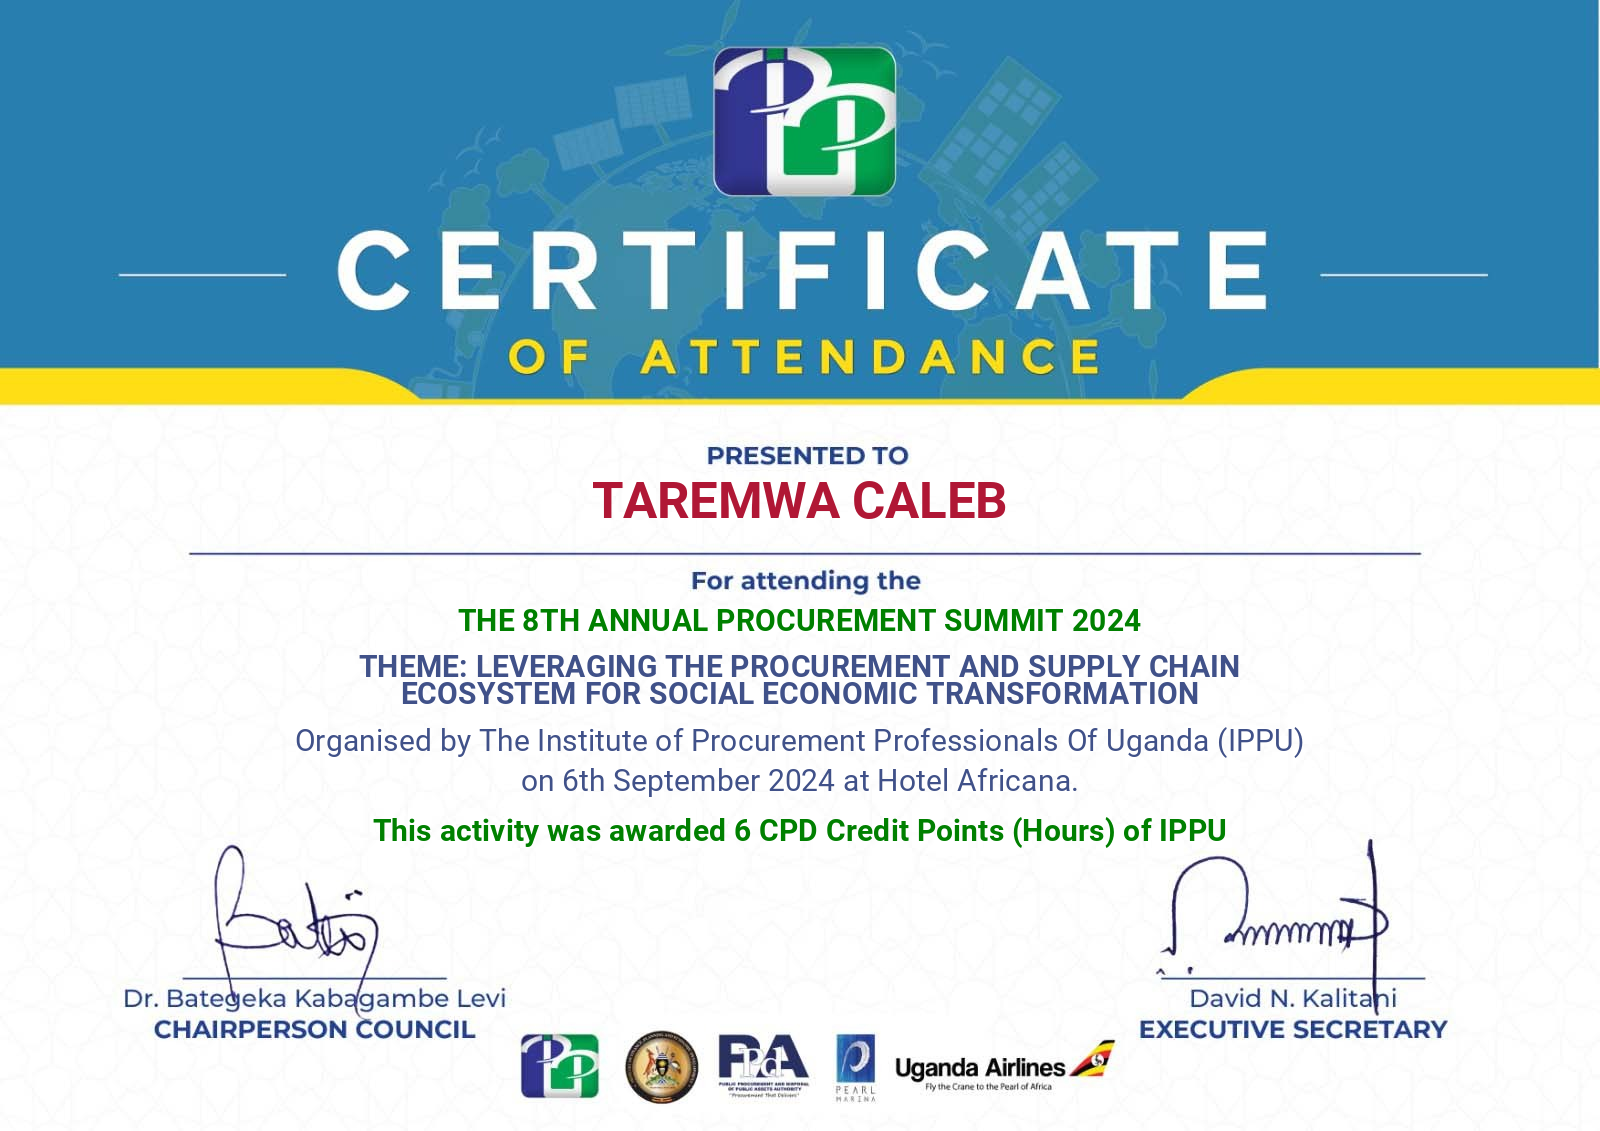 CERTIFICATE
OF ATTENDANCE
PRESENTED TO
TAREMWA CALEB
For attending the
THE 8TH ANNUAL PROCUREMENT SUMMIT 2024
THEME: LEVERAGING THE PROCUREMENT AND SUPPLY CHAIN
ECOSYSTEM FOR SOCIAL ECONOMIC TRANSFORMATION
Organised by The Institute of Procurement Professionals Of Uganda (IPPU)
on 6th September 2024 at Hotel Africana.
This activity was awarded 6 CPD Credit Points (Hours) of IPPU
Dr. Bategeka Kabagambe Levi
CHAIRPERSON COUNCIL
David N. Kalitani
EXECUTIVE SECRETARY
PPdA
PUBLIC PROCUREMENT AND DISPOSAL
OF PUBLIC ASSETS AUTHORITY
"Procurement That Delivers"
PEARL
MARINA
Uganda Airlines
Fly the Crane to the Pearl of Africa